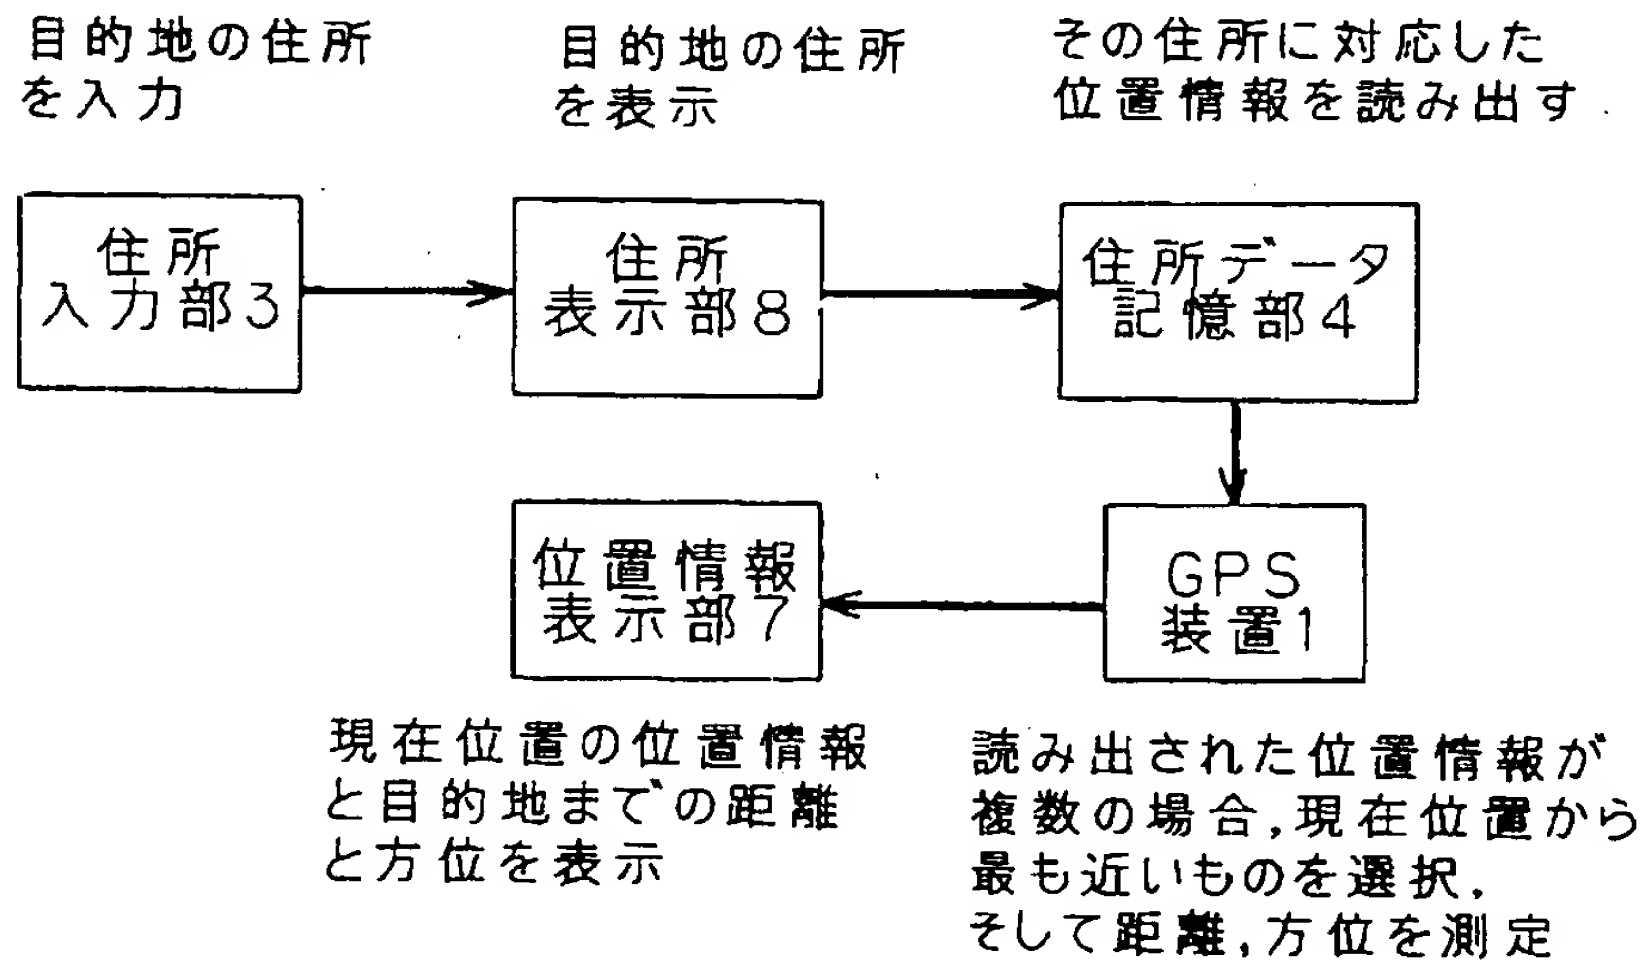 目的地の住所
を入力
目的地の住所
を表示
その住所に対応した
位置情報を読み出す
住所
入力部3
住所
表示部8
住所データ
記憶部4
位置情報
表示部7
GPS
装置1
現在位置の位置情報
と目的地までの距離
と方位を表示
読み出された位置情報が
複数の場合,現在位置から
最も近いものを選択,
そして距離,方位を測定